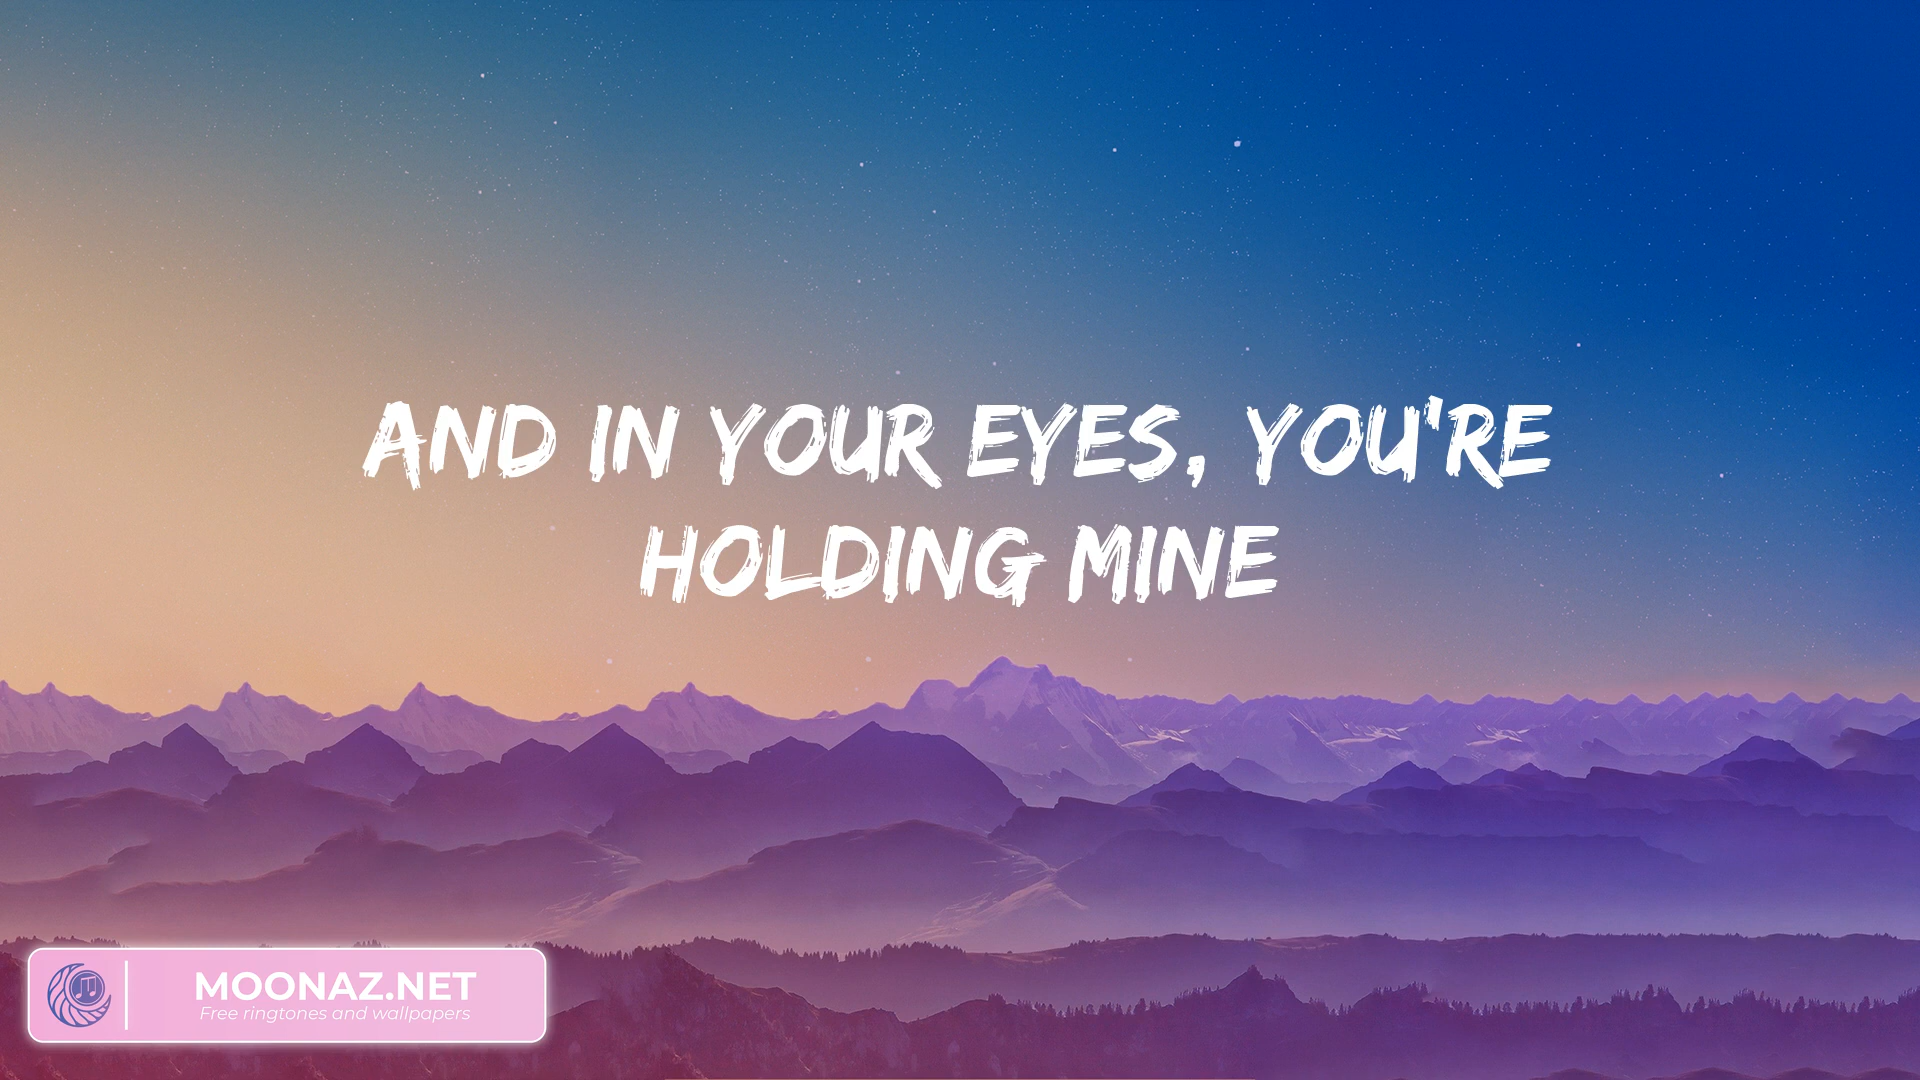 AND IN YOUR EYES, YOU'RE
HOLDING MINE
MOONAZ.NET
Free ringtones and wallpapers